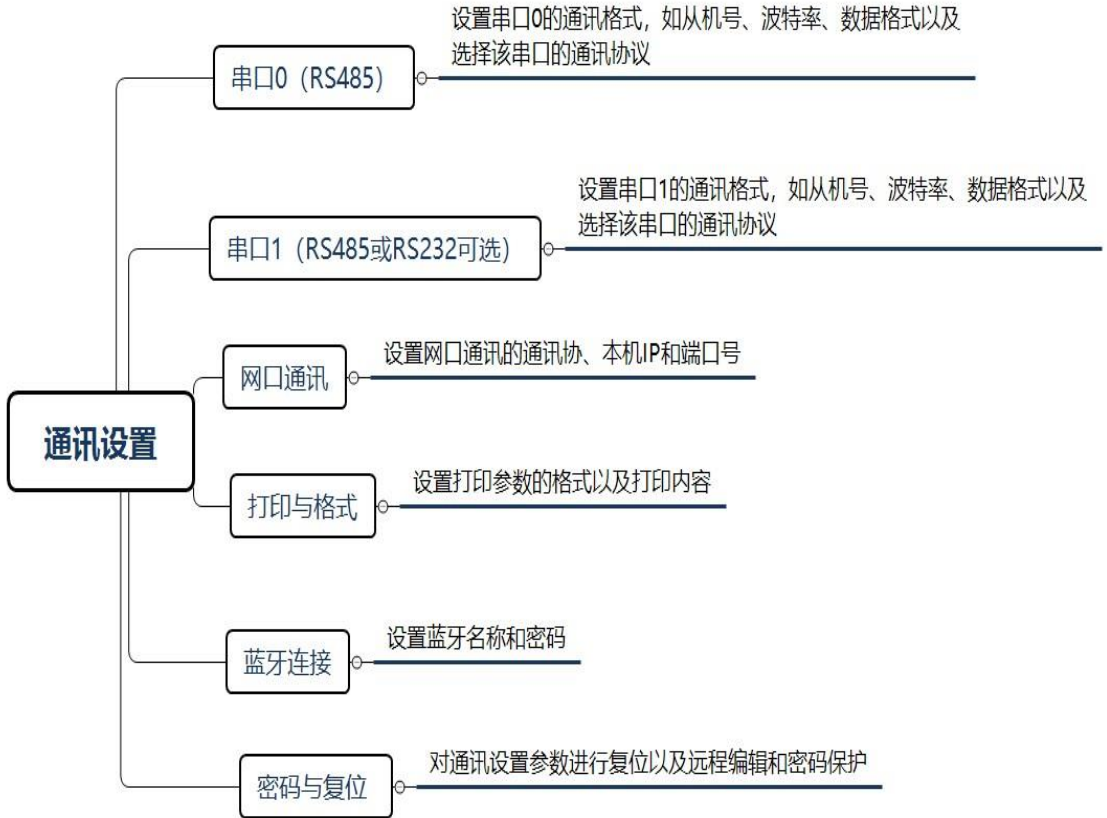 设置串口0的通讯格式，如从机号、波特率、数据格式以及
选择该串口的通讯协议
串口0（RS485）
设置串口1的通讯格式，如从机号、波特率、数据格式以及
选择该串口的通讯协议
串口1（RS485或RS232可选）
设置网口通讯的通讯协、本机IP和端口号
网口通讯
通讯设置
设置打印参数的格式以及打印内容
打印与格式
设置蓝牙名称和密码
蓝牙连接
对通讯设置参数进行复位以及远程编辑和密码保护
密码与复位